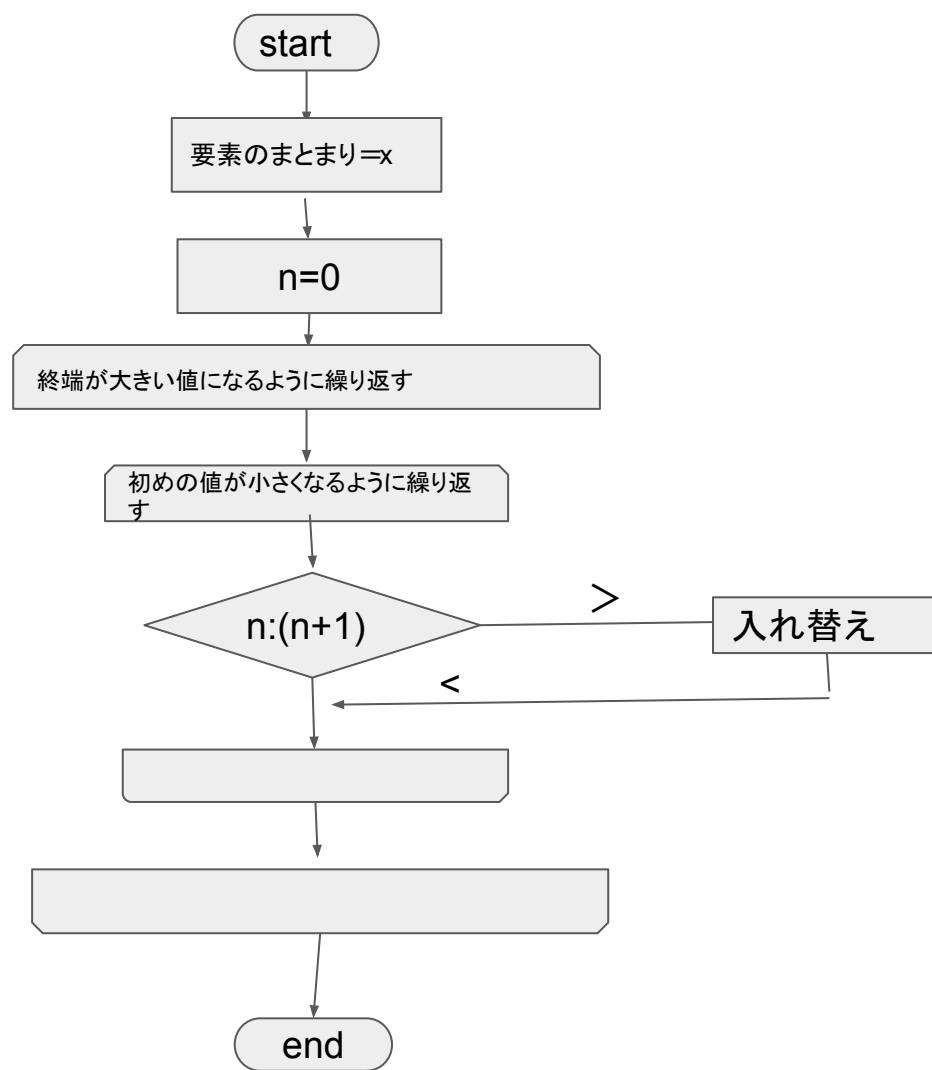 start
要素のまとまり＝x
n=0
終端が大きい値になるように繰り返す
初めの値が小さくなるように繰り返
す
n:(n+1)
＞
入れ替え
<
end